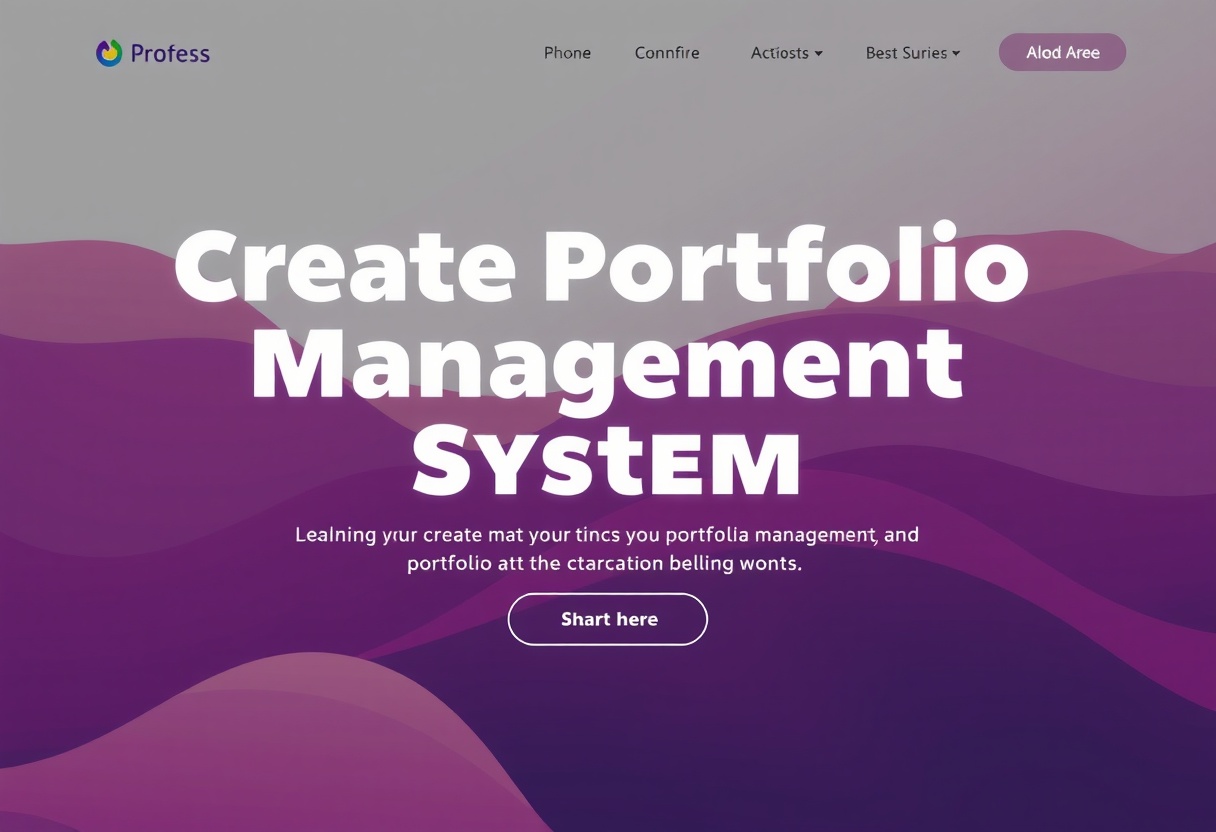 Profess
Phone
Connfire
Actiosts
Best Suries
Alod Aree
Create Portfolio
Management
SYstEM
Lealning yrur create mat your tincs you portfolia management, and
portfolio att the ctarcation belling wonts.
Shart here